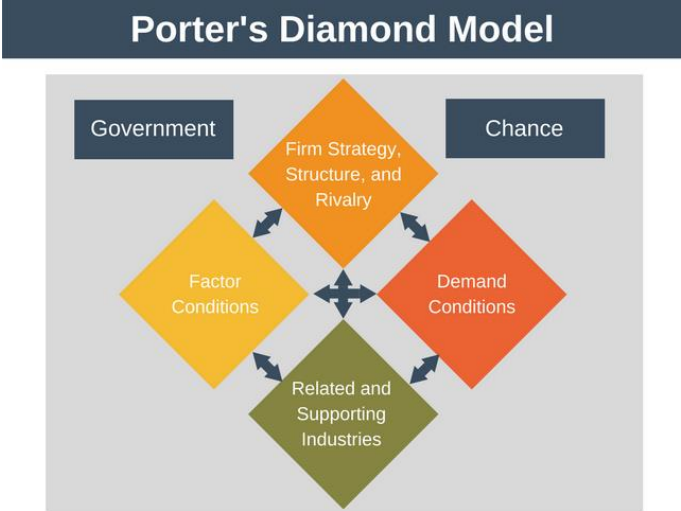 Porter's Diamond Model
Government
Chance
Firm Strategy,
Structure, and
Rivalry
Factor
Conditions
Demand
Conditions
Related and
Supporting
Industries